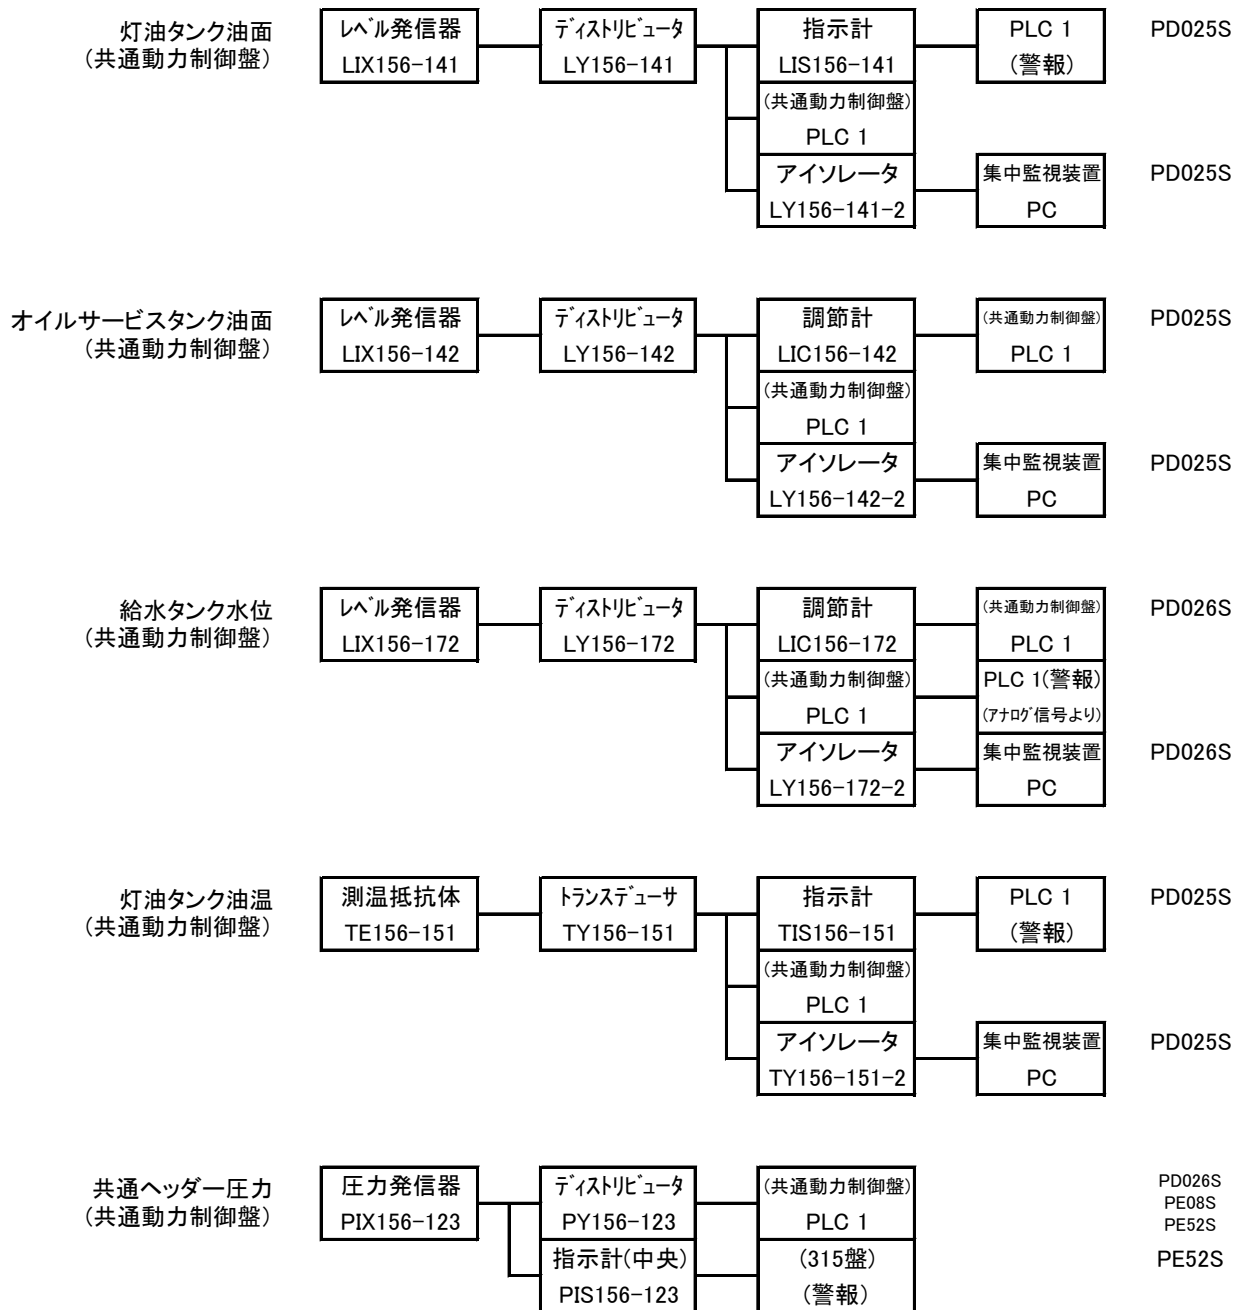 灯油タンク油面
(共通動力制御盤)
レベル発信器
LIX156-141
ディストリビュータ
LY156-141
指示計
LIS156-141
PLC 1
(警報)
PD025S
(共通動力制御盤)
PLC 1
アイソレータ
LY156-141-2
集中監視装置
PC
PD025S
オイルサービスタンク油面
(共通動力制御盤)
レベル発信器
LIX156-142
ディストリビュータ
LY156-142
調節計
LIC156-142
(共通動力制御盤)
PLC 1
PD025S
(共通動力制御盤)
PLC 1
アイソレータ
LY156-142-2
集中監視装置
PC
PD025S
給水タンク水位
(共通動力制御盤)
レベル発信器
LIX156-172
ディストリビュータ
LY156-172
調節計
LIC156-172
(共通動力制御盤)
PLC 1
PD026S
(共通動力制御盤)
PLC 1
PLC 1(警報)
(アナログ信号より)
アイソレータ
LY156-172-2
集中監視装置
PC
PD026S
灯油タンク油温
(共通動力制御盤)
測温抵抗体
TE156-151
トランスデューサ
TY156-151
指示計
TIS156-151
PLC 1
(警報)
PD025S
(共通動力制御盤)
PLC 1
アイソレータ
TY156-151-2
集中監視装置
PC
PD025S
共通ヘッダー圧力
(共通動力制御盤)
圧力発信器
PIX156-123
ディストリビュータ
PY156-123
(共通動力制御盤)
PLC 1
PD026S
PE08S
PE52S
指示計(中央)
PIS156-123
(315盤)
(警報)
PE52S